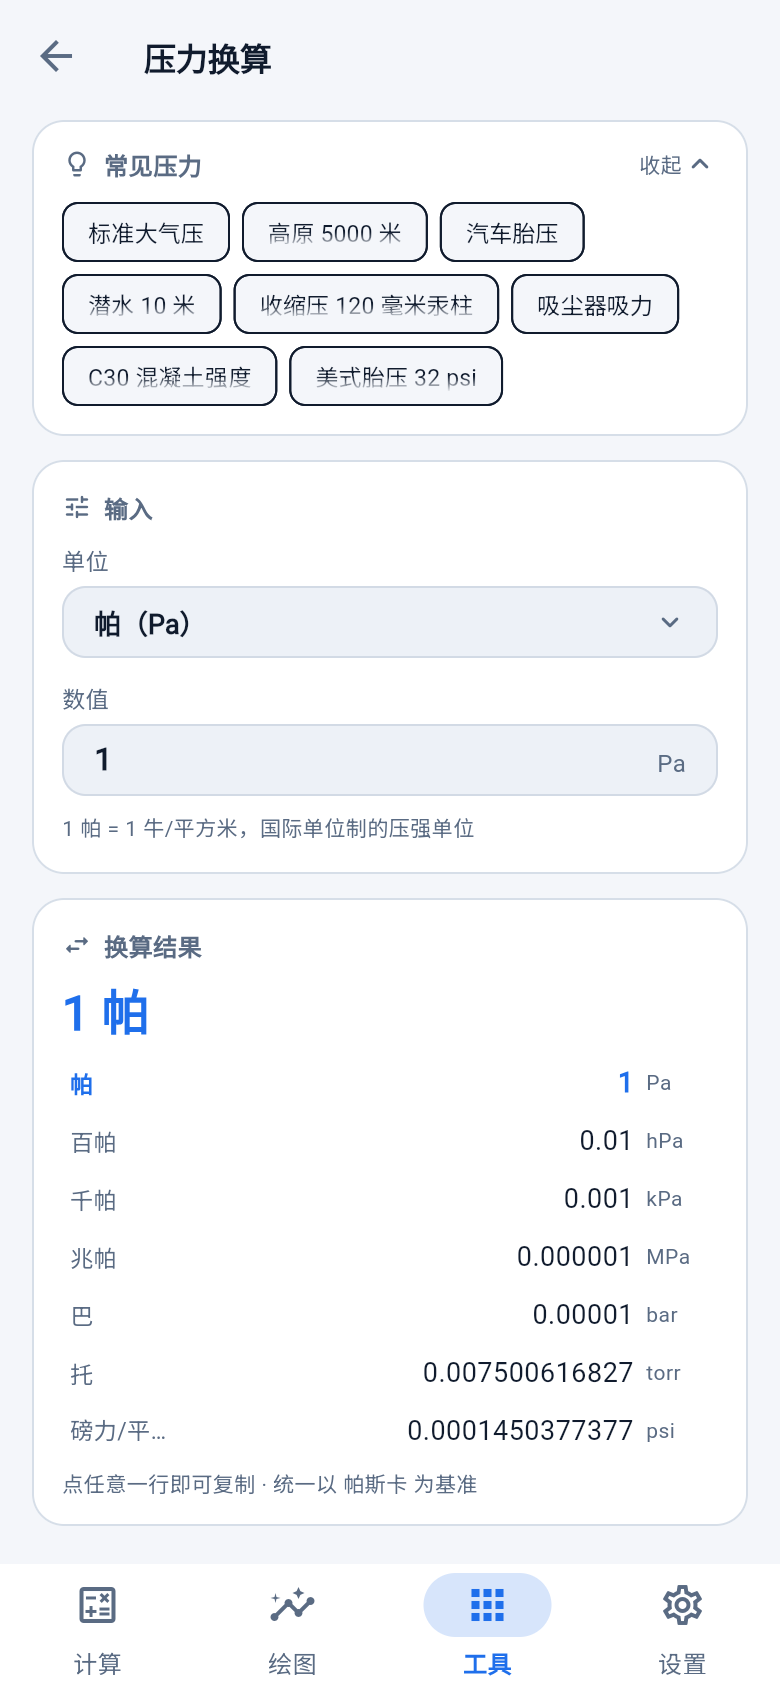 压力换算
常见压力
收起
标准大气压
高原 5000 米
汽车胎压
潜水 10 米
收缩压 120 毫米汞柱
吸尘器吸力
C30 混凝土强度
美式胎压 32 psi
输入
单位
帕（Pa）
数值
1 Pa
1 帕 = 1 牛/平方米，国际单位制的压强单位
换算结果
1 帕
帕 1 Pa
百帕 0.01 hPa
千帕 0.001 kPa
兆帕 0.000001 MPa
巴 0.00001 bar
托 0.007500616827 torr
磅力/平... 0.0001450377377 psi
点任意一行即可复制 · 统一以 帕斯卡 为基准
计算
绘图
工具
设置